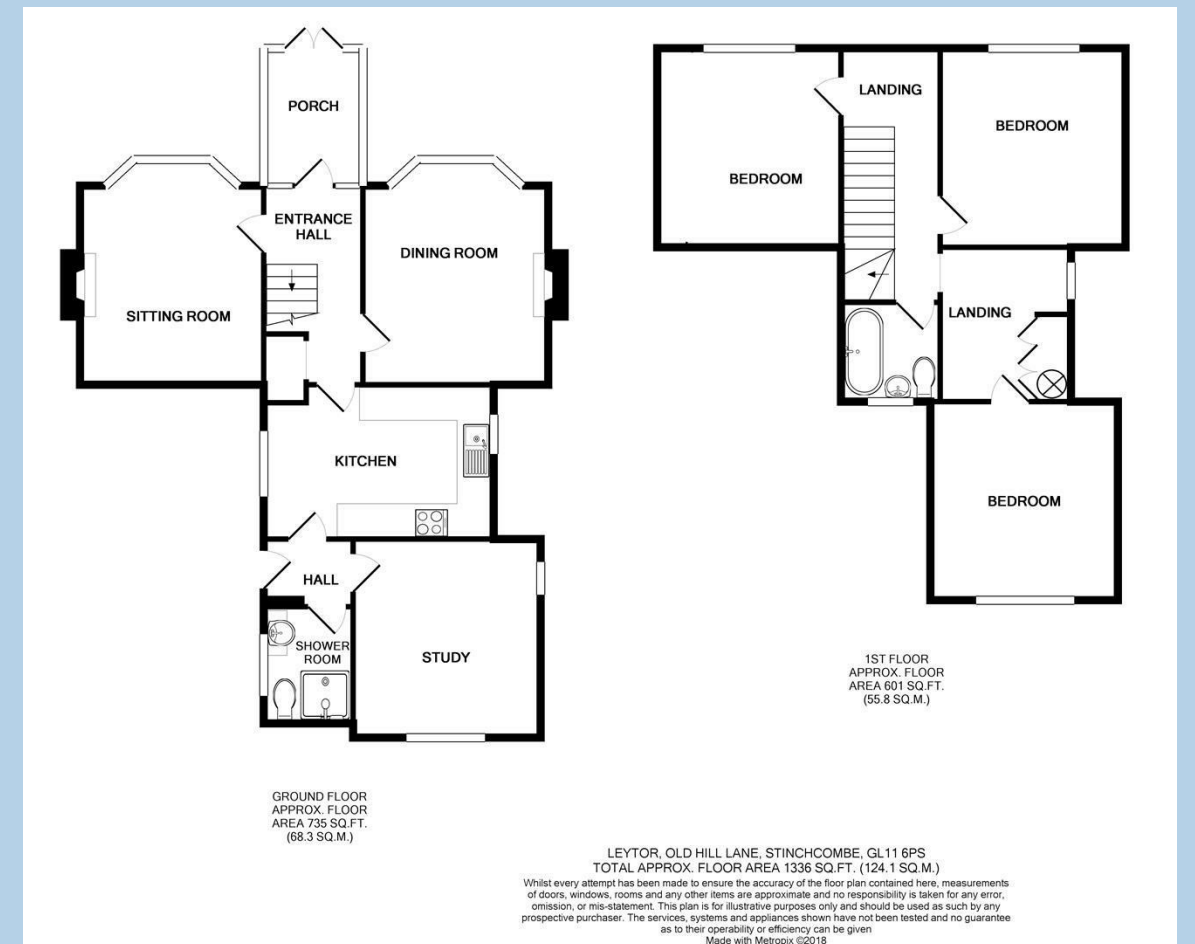 PORCH
ENTRANCE
HALL
SITTING ROOM
DINING ROOM
KITCHEN
HALL
SHOWER
ROOM
STUDY
GROUND FLOOR
APPROX. FLOOR
AREA 735 SQ.FT.
(68.3 SQ.M.)
LANDING
BEDROOM
BEDROOM
LANDING
BEDROOM
1ST FLOOR
APPROX. FLOOR
AREA 601 SQ.FT.
(55.8 SQ.M.)
LEYTOR, OLD HILL LANE, STINCHCOMBE, GL11 6PS
TOTAL APPROX. FLOOR AREA 1336 SQ.FT. (124.1 SQ.M.)
Whilst every attempt has been made to ensure the accuracy of the floor plan contained here, measurements
of doors, windows, rooms and any other items are approximate and no responsibility is taken for any error,
omission, or mis-statement. This plan is for illustrative purposes only and should be used as such by any
prospective purchaser. The services, systems and appliances shown have not been tested and no guarantee
as to their operability or efficiency can be given
Made with Metropix ©2018